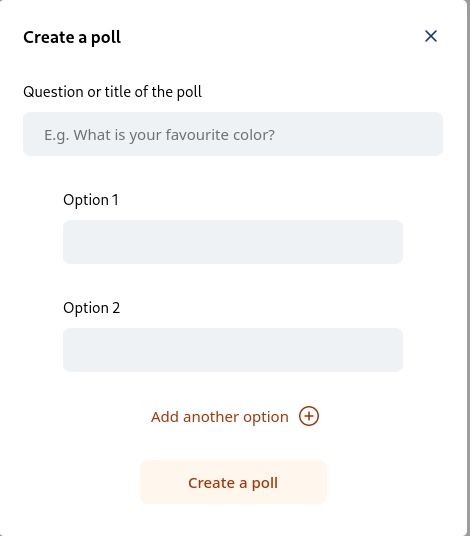 Create a poll
Question or title of the poll
E.g. What is your favourite color?
Option 1
Option 2
Add another option
Create a poll